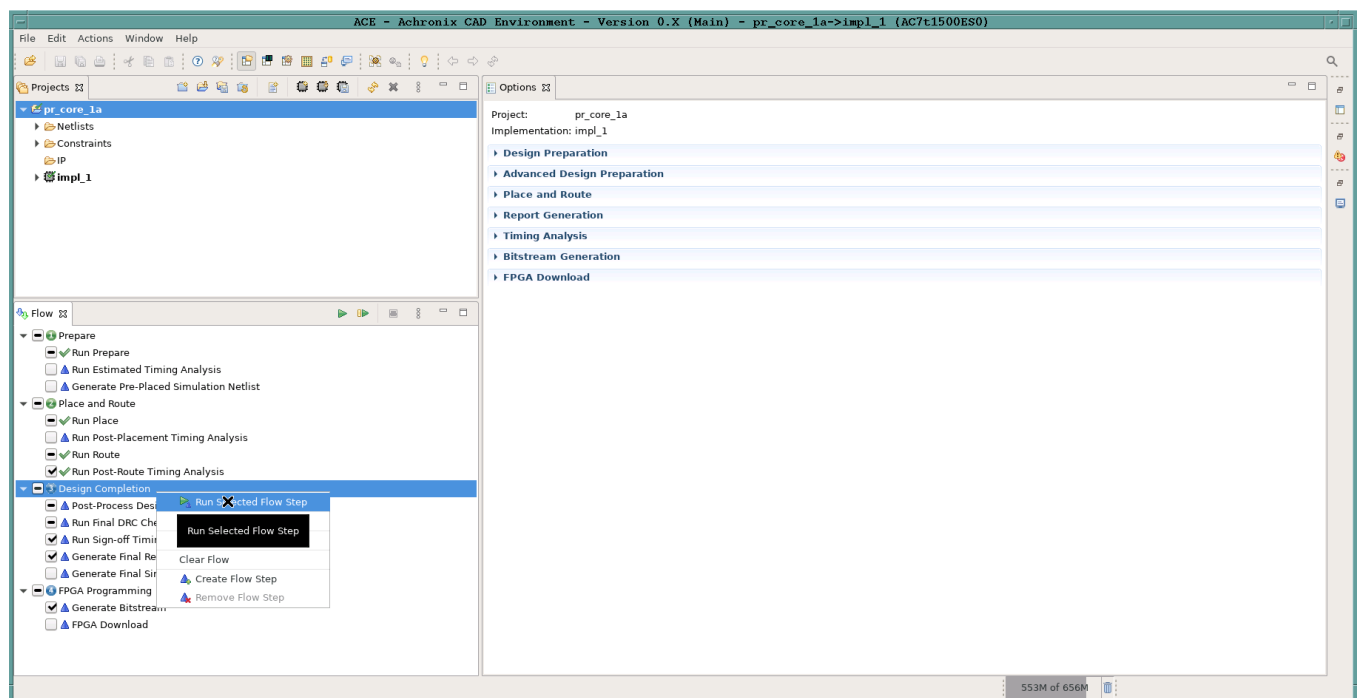 ACE - Achronix CAD Environment - Version 0.X (Main) - pr_core_1a->impl_1 (AC7t1500ES0)
File Edit Actions Window Help
Projects
pr_core_1a
Netlists
Constraints
IP
impl_1
Options
Project: pr_core_1a
Implementation: impl_1
Design Preparation
Advanced Design Preparation
Place and Route
Report Generation
Timing Analysis
Bitstream Generation
FPGA Download
Flow
Prepare
Run Prepare
Run Estimated Timing Analysis
Generate Pre-Placed Simulation Netlist
Place and Route
Run Place
Run Post-Placement Timing Analysis
Run Route
Run Post-Route Timing Analysis
Design Completion
Post-Process Des
Run Final DRC Che
Run Sign-off Timi
Generate Final Re
Generate Final Si
FPGA Programming
Generate Bitstream
FPGA Download
Run Selected Flow Step
Run Selected Flow Step
Clear Flow
Create Flow Step
Remove Flow Step
553M of 656M